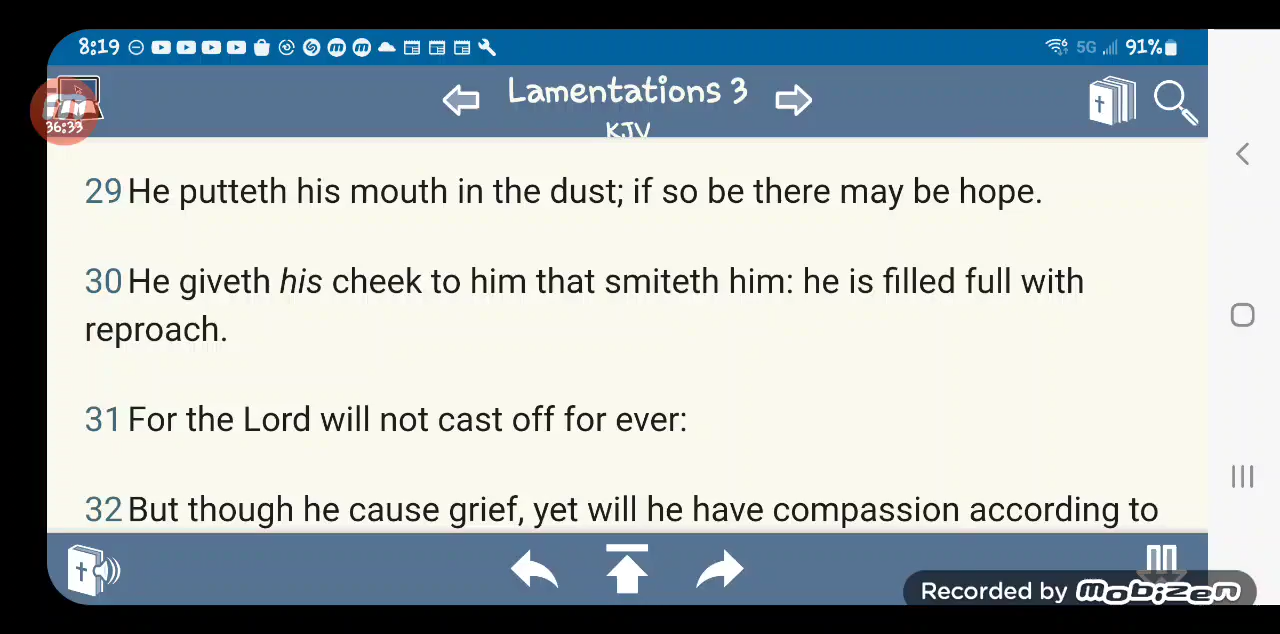 8:19 5G 91%
Lamentations 3
KJV
36:33
29 He putteth his mouth in the dust; if so be there may be hope.
30 He giveth his cheek to him that smiteth him: he is filled full with
reproach.
31 For the Lord will not cast off for ever:
32 But though he cause grief, yet will he have compassion according to
Recorded by mobizen